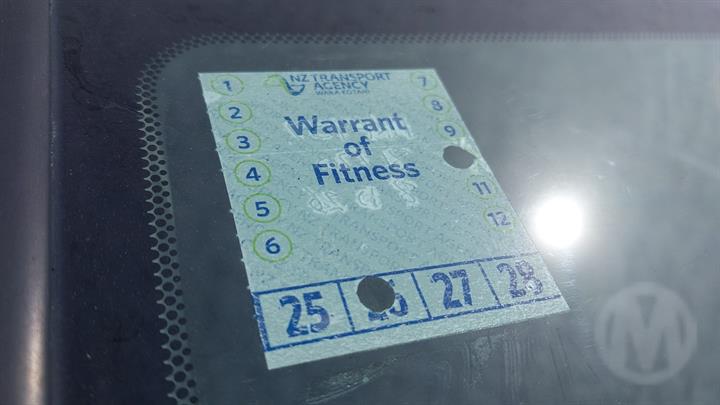 NZ TRANSPORT
AGENCY
WAKA KOTAHI
Warrant
of
Fitness
1
2
3
4
5
6
7
8
9
11
12
25
27
28
M